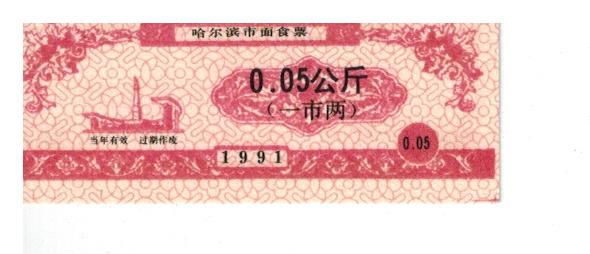 哈尔滨市面食票
0.05公斤
（一市两）
当年有效 过期作废
0.05
1991